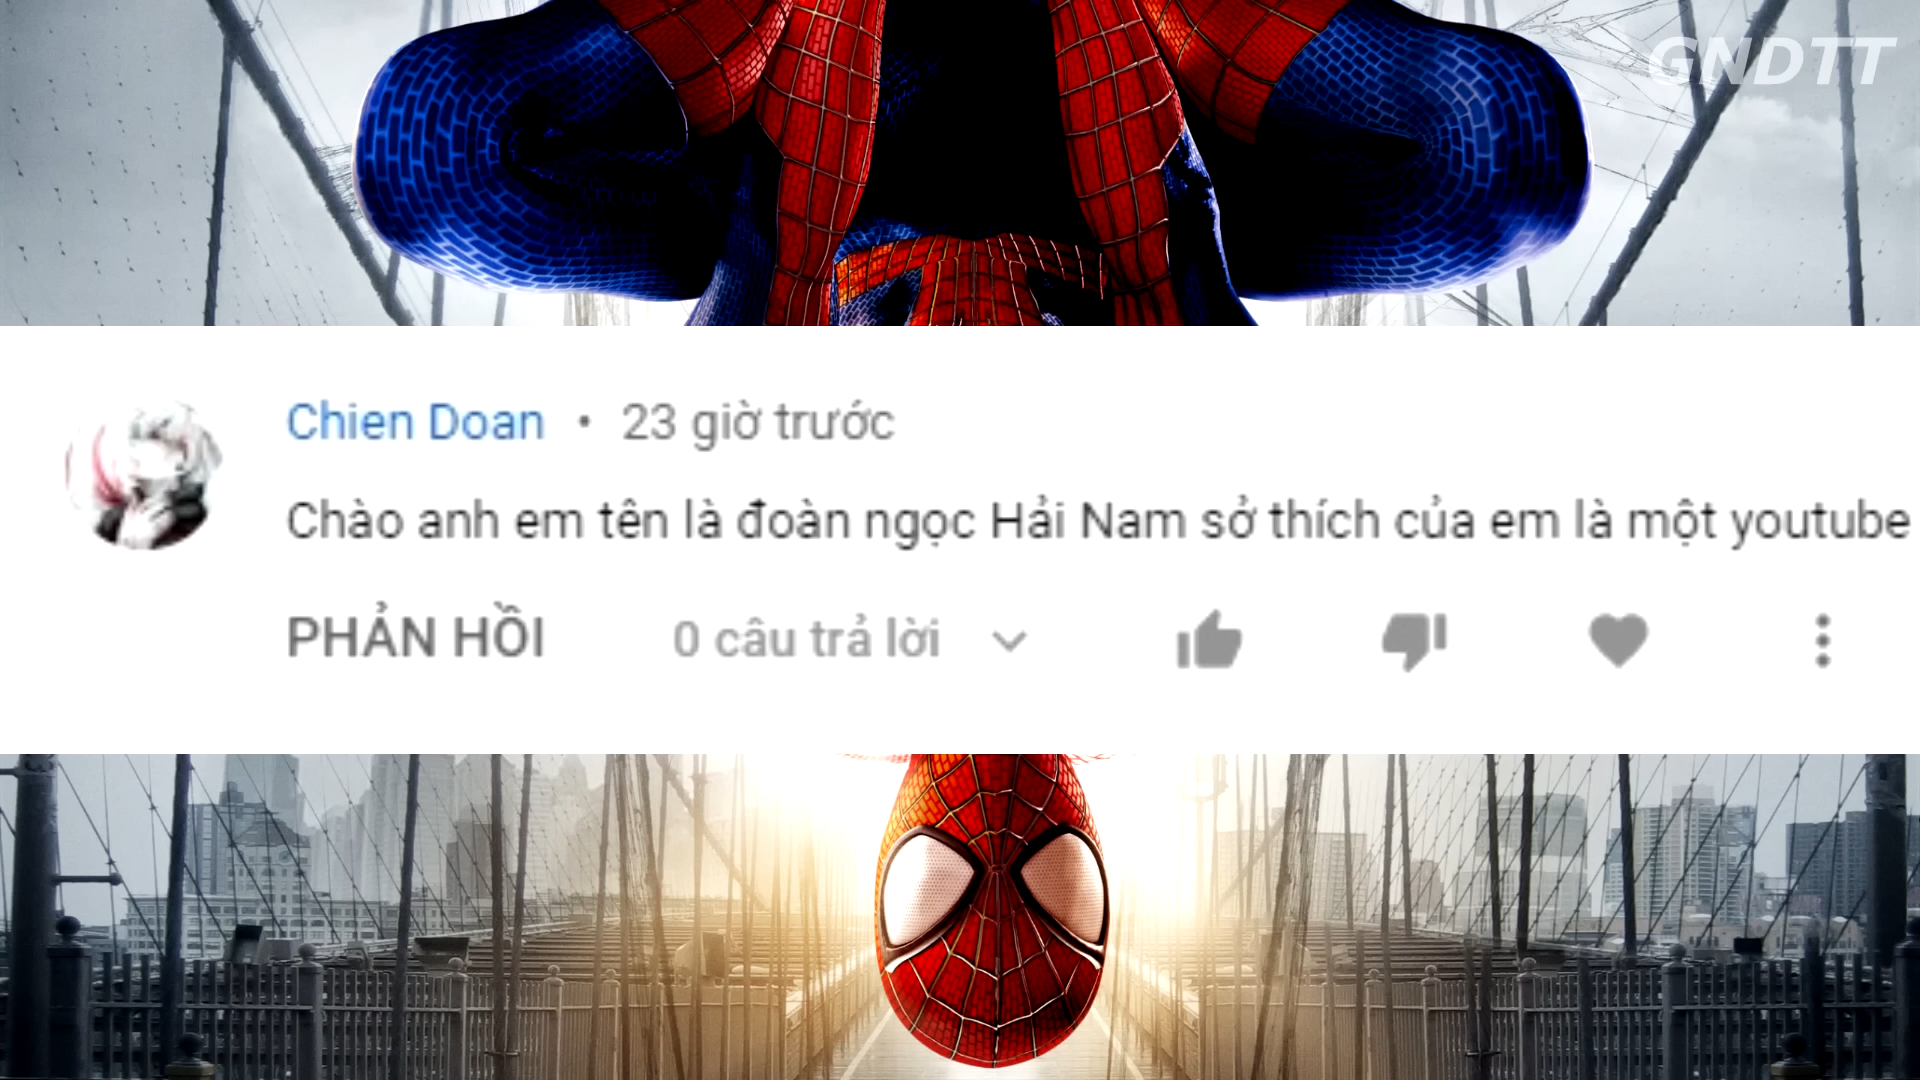 GNDTT
Chien Doan • 23 giờ trước
Chào anh em tên là đoàn ngọc Hải Nam sở thích của em là một youtube
PHẢN HỒI 0 câu trả lời